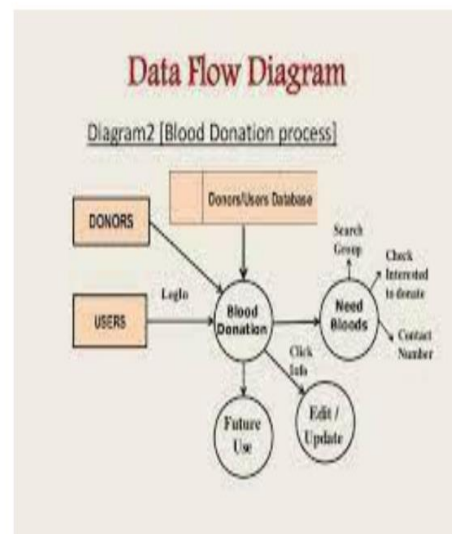 Data Flow Diagram
Diagram2 [Blood Donation process]
Donors/Users Database
DONORS
Search
Group
Check
Interested
to donate
LogIn
USERS
Blood
Donation
Need
Bloods
Contact
Number
Click
Info
Future
Use
Edit /
Update